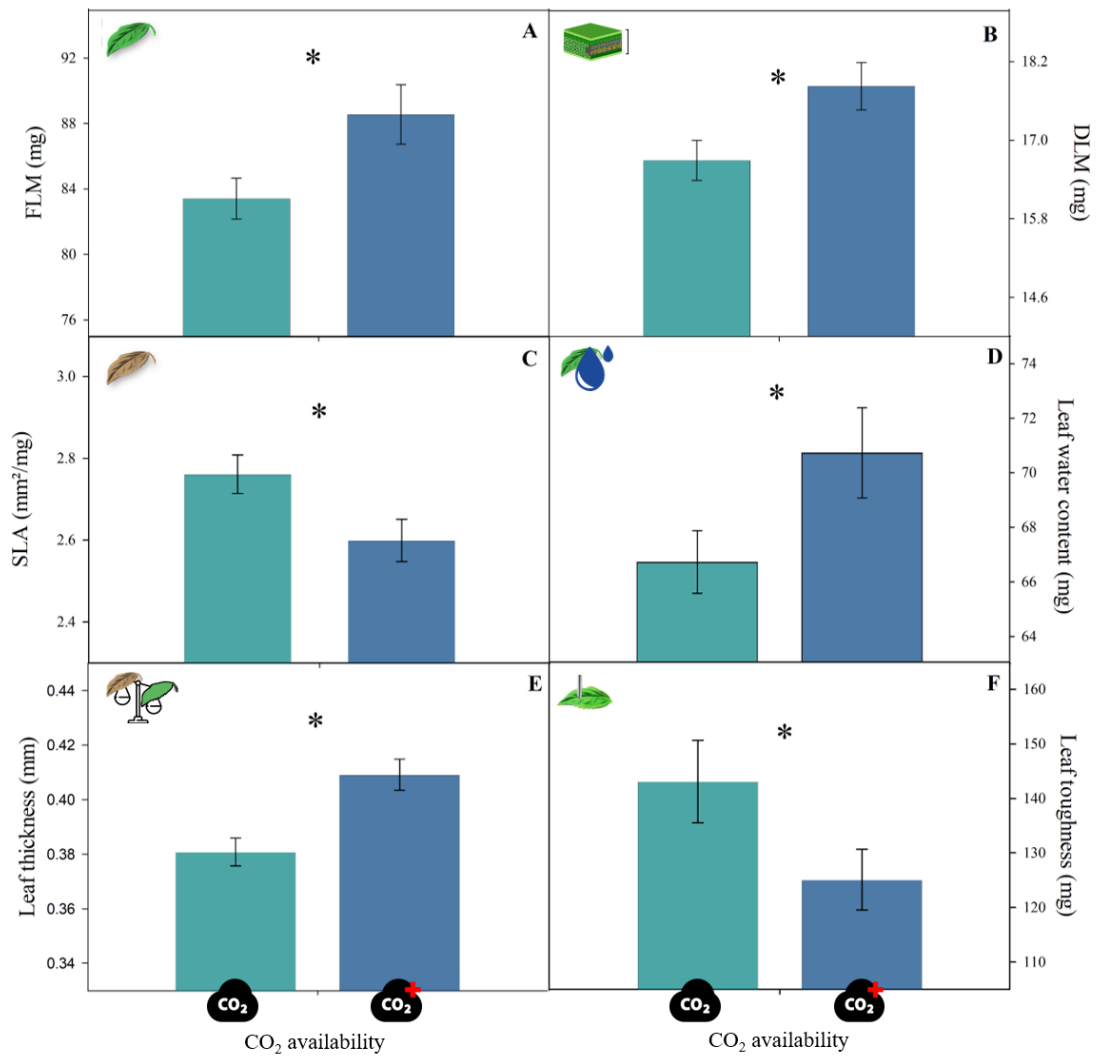 A
*
92
88
84
80
76
FLM (mg)
B
*
18.2
17.0
15.8
14.6
DLM (mg)
C
*
3.0
2.8
2.6
2.4
SLA (mm²/mg)
D
*
74
72
70
68
66
64
Leaf water content (mg)
E
*
0.44
0.42
0.40
0.38
0.36
0.34
Leaf thickness (mm)
F
*
160
150
140
130
120
110
Leaf toughness (mg)
CO₂
CO₂
CO₂
CO₂
CO₂ availability
CO₂ availability